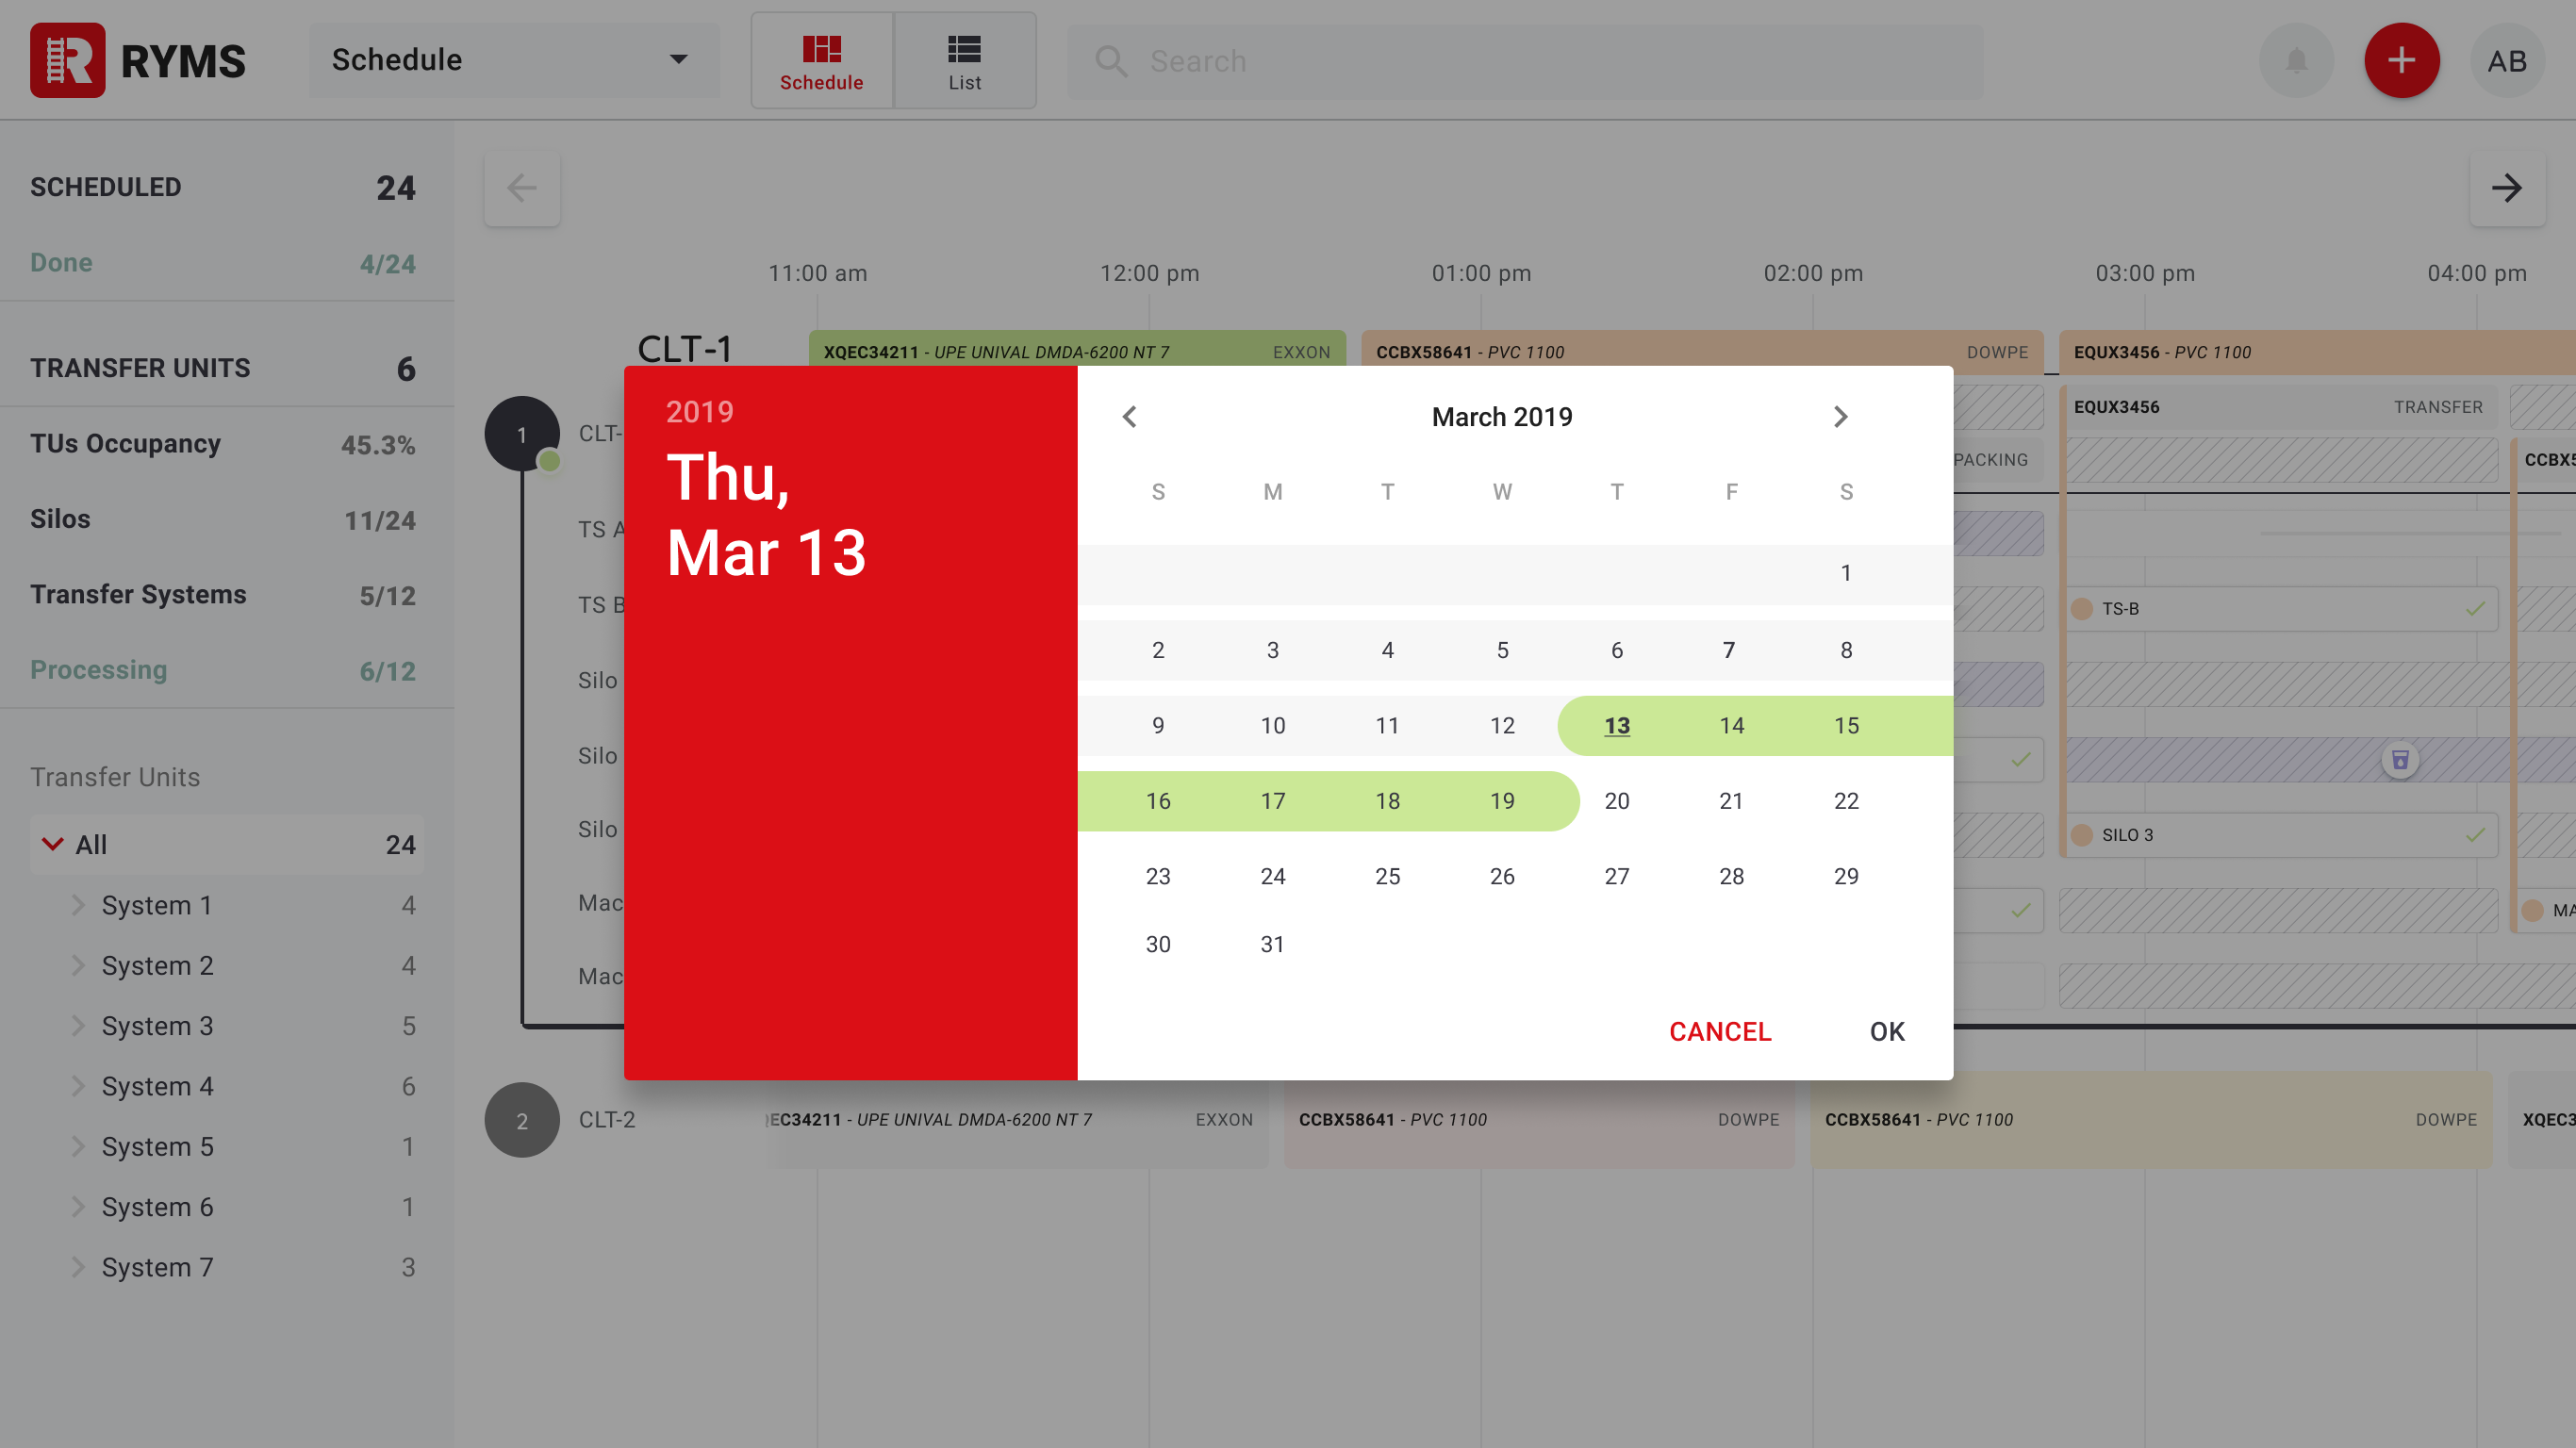 RYMS
Schedule
Schedule
List
Search
AB
SCHEDULED 24
Done 4/24
TRANSFER UNITS 6
TUs Occupancy 45.3%
Silos 11/24
Transfer Systems 5/12
Processing 6/12
Transfer Units
All 24
System 1 4
System 2 4
System 3 5
System 4 6
System 5 1
System 6 1
System 7 3
11:00 am 12:00 pm 01:00 pm 02:00 pm 03:00 pm 04:00 pm
CLT-1
XQEC34211 - UPE UNIVAL DMDA-6200 NT 7 EXXON
CCBX58641 - PVC 1100 DOWPE
EQUX3456 - PVC 1100
1 CLT-
EQUX3456 TRANSFER
PACKING
CCBX5
TS A
TS B
TS-B
Silo
Silo
Silo
SILO 3
Mac
MA
Mac
2019
Thu,
Mar 13
March 2019
S M T W T F S
1
2 3 4 5 6 7 8
9 10 11 12 13 14 15
16 17 18 19 20 21 22
23 24 25 26 27 28 29
30 31
CANCEL OK
2 CLT-2
EC34211 - UPE UNIVAL DMDA-6200 NT 7 EXXON
CCBX58641 - PVC 1100 DOWPE
CCBX58641 - PVC 1100 DOWPE
XQEC3